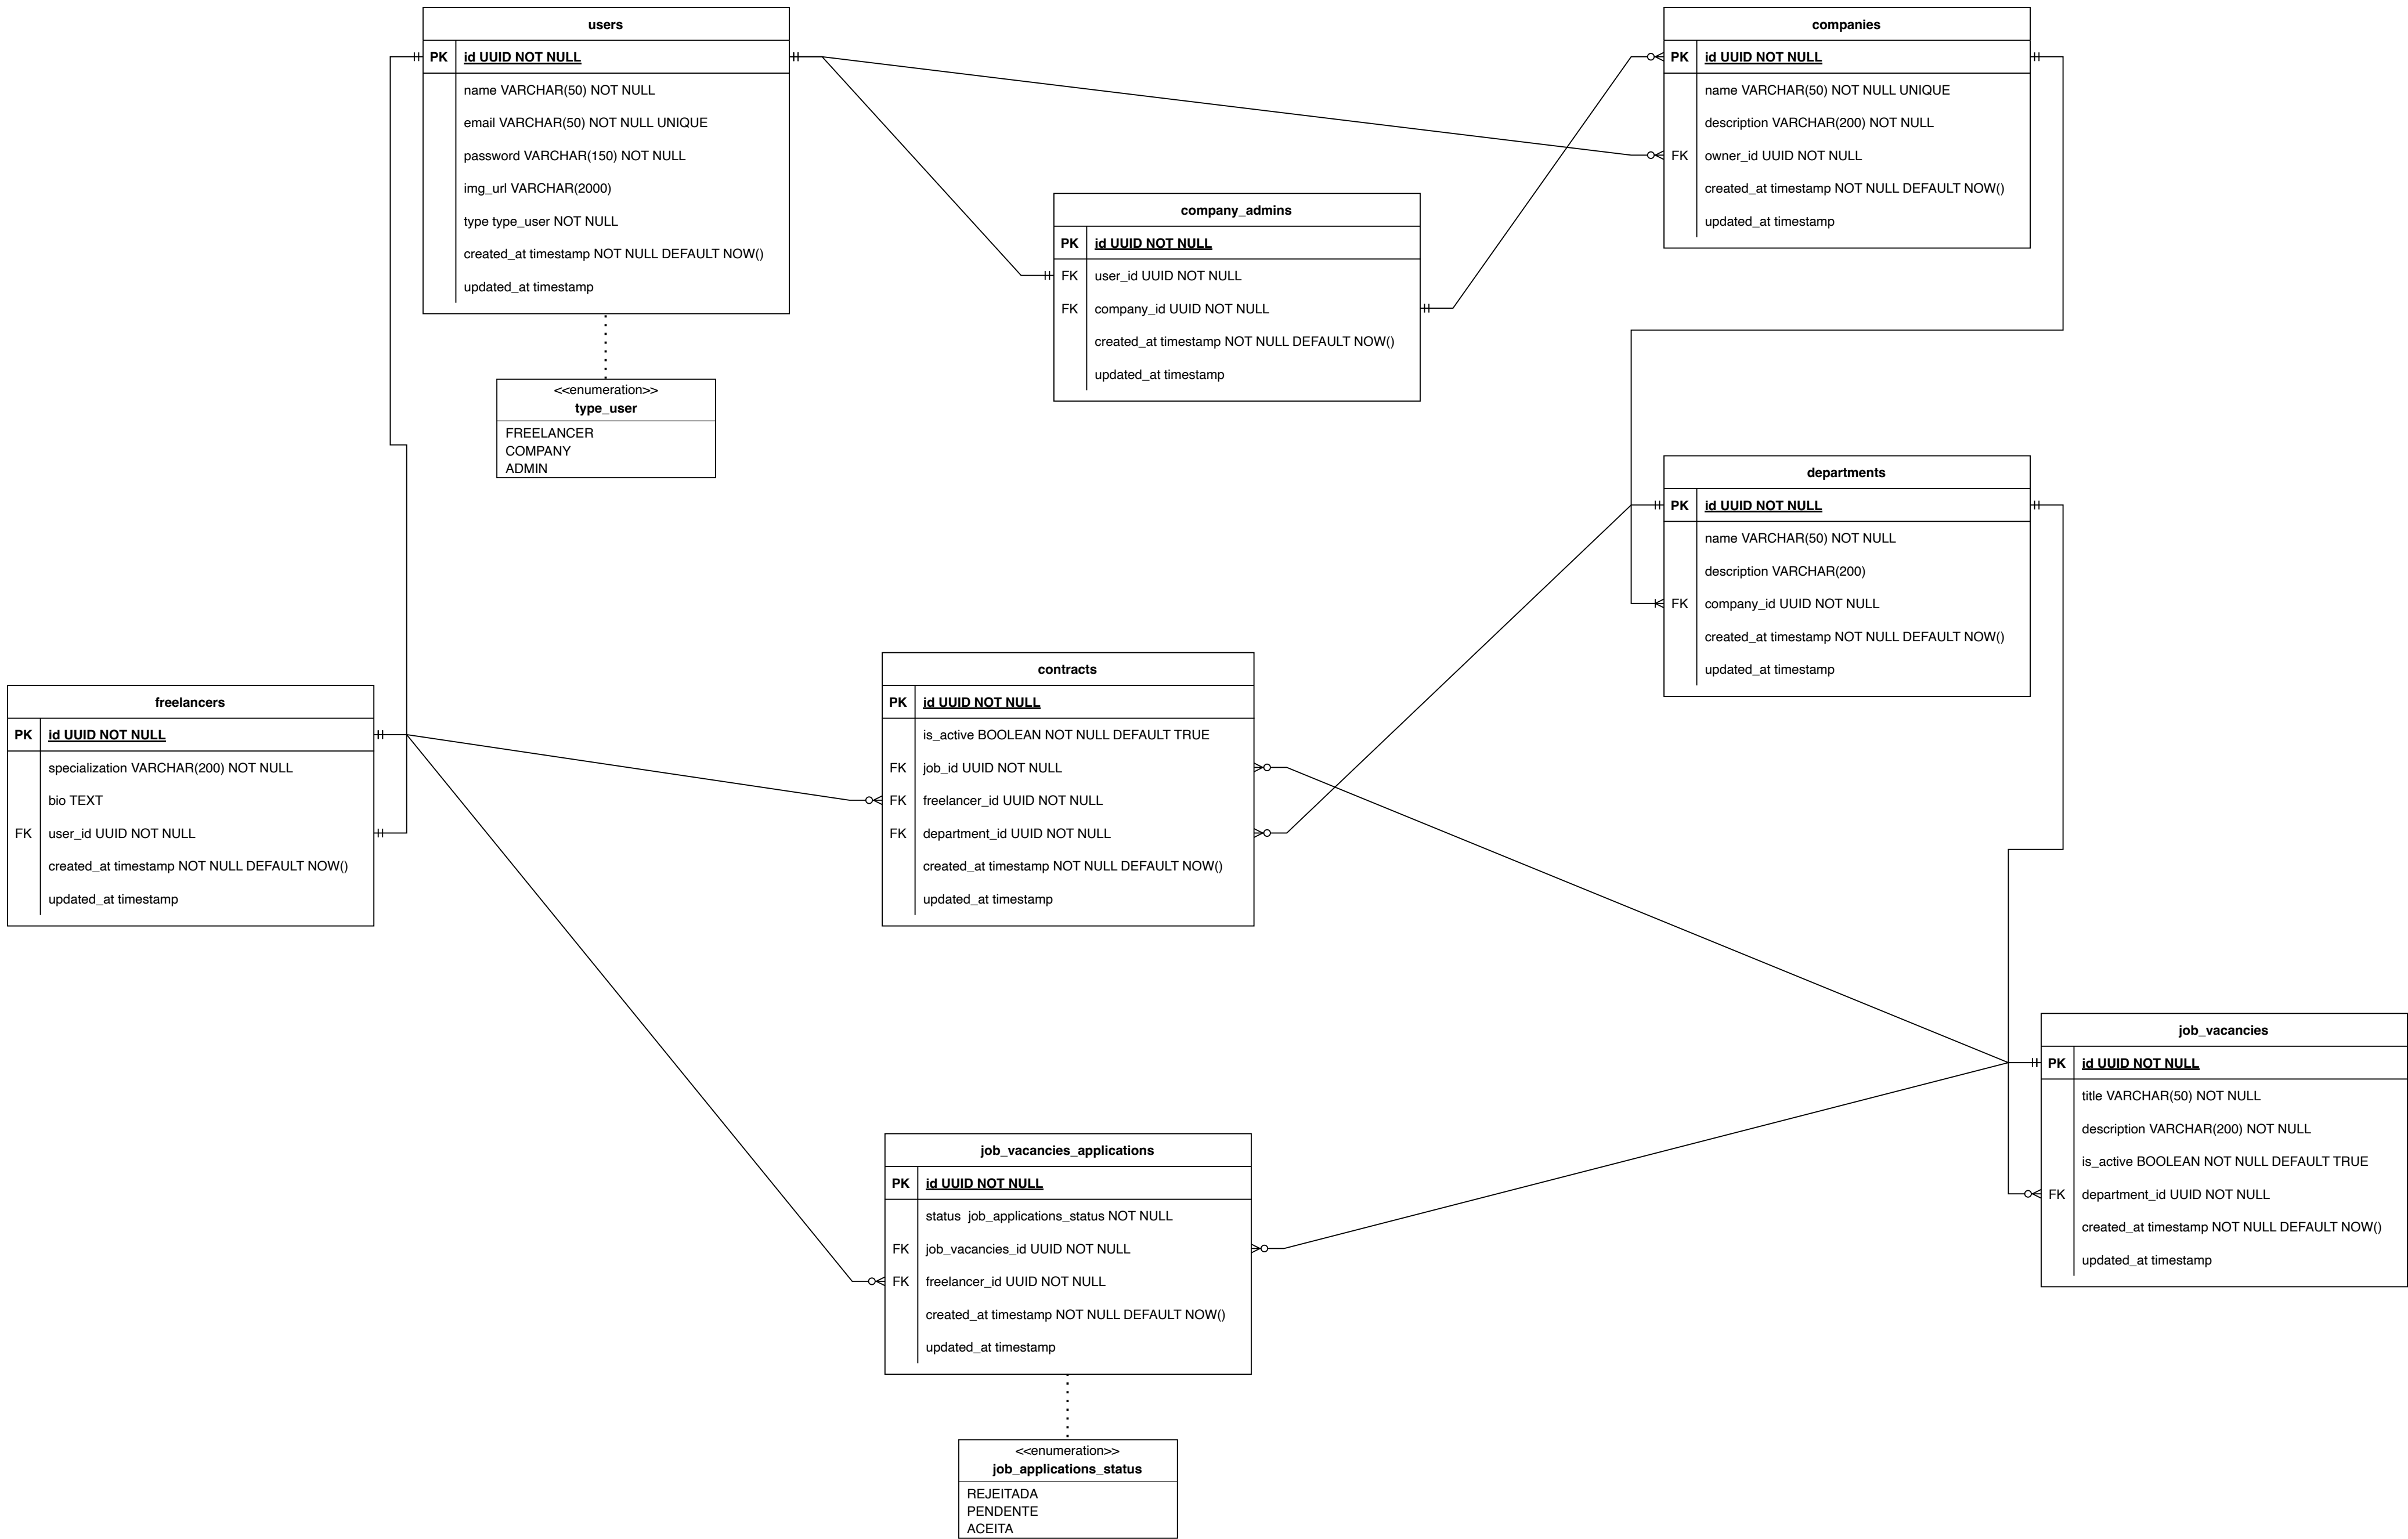 users
PK id UUID NOT NULL
name VARCHAR(50) NOT NULL
email VARCHAR(50) NOT NULL UNIQUE
password VARCHAR(150) NOT NULL
img_url VARCHAR(2000)
type type_user NOT NULL
created_at timestamp NOT NULL DEFAULT NOW()
updated_at timestamp
<<enumeration>>
type_user
FREELANCER
COMPANY
ADMIN
companies
PK id UUID NOT NULL
name VARCHAR(50) NOT NULL UNIQUE
description VARCHAR(200) NOT NULL
FK owner_id UUID NOT NULL
created_at timestamp NOT NULL DEFAULT NOW()
updated_at timestamp
company_admins
PK id UUID NOT NULL
FK user_id UUID NOT NULL
FK company_id UUID NOT NULL
created_at timestamp NOT NULL DEFAULT NOW()
updated_at timestamp
departments
PK id UUID NOT NULL
name VARCHAR(50) NOT NULL
description VARCHAR(200)
FK company_id UUID NOT NULL
created_at timestamp NOT NULL DEFAULT NOW()
updated_at timestamp
freelancers
PK id UUID NOT NULL
specialization VARCHAR(200) NOT NULL
bio TEXT
FK user_id UUID NOT NULL
created_at timestamp NOT NULL DEFAULT NOW()
updated_at timestamp
contracts
PK id UUID NOT NULL
is_active BOOLEAN NOT NULL DEFAULT TRUE
FK job_id UUID NOT NULL
FK freelancer_id UUID NOT NULL
FK department_id UUID NOT NULL
created_at timestamp NOT NULL DEFAULT NOW()
updated_at timestamp
job_vacancies
PK id UUID NOT NULL
title VARCHAR(50) NOT NULL
description VARCHAR(200) NOT NULL
is_active BOOLEAN NOT NULL DEFAULT TRUE
FK department_id UUID NOT NULL
created_at timestamp NOT NULL DEFAULT NOW()
updated_at timestamp
job_vacancies_applications
PK id UUID NOT NULL
status job_applications_status NOT NULL
FK job_vacancies_id UUID NOT NULL
FK freelancer_id UUID NOT NULL
created_at timestamp NOT NULL DEFAULT NOW()
updated_at timestamp
<<enumeration>>
job_applications_status
REJEITADA
PENDENTE
ACEITA